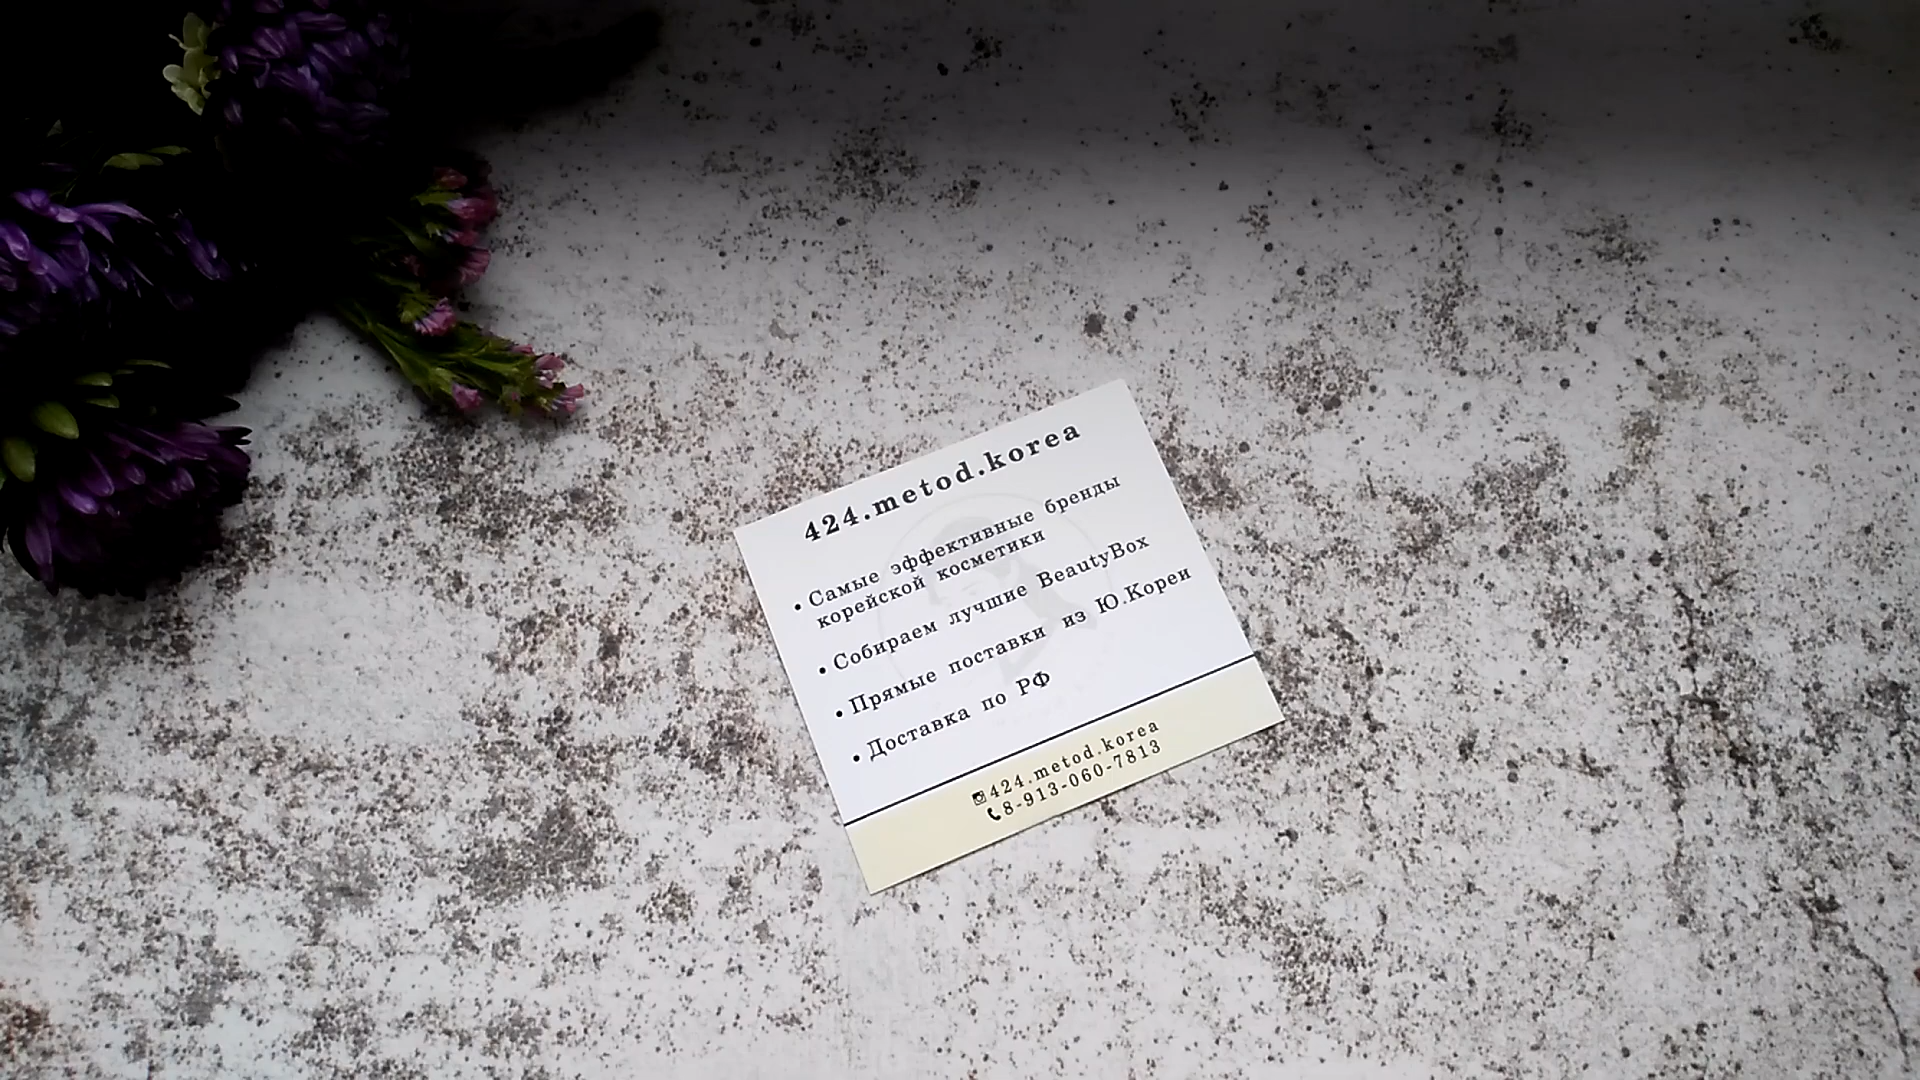 424.metod.korea
• Самые эффективные бренды
корейской косметики
• Собираем лучшие BeautyBox
• Прямые поставки из Ю.Кореи
• Доставка по РФ
424.metod.korea
8-913-060-7813